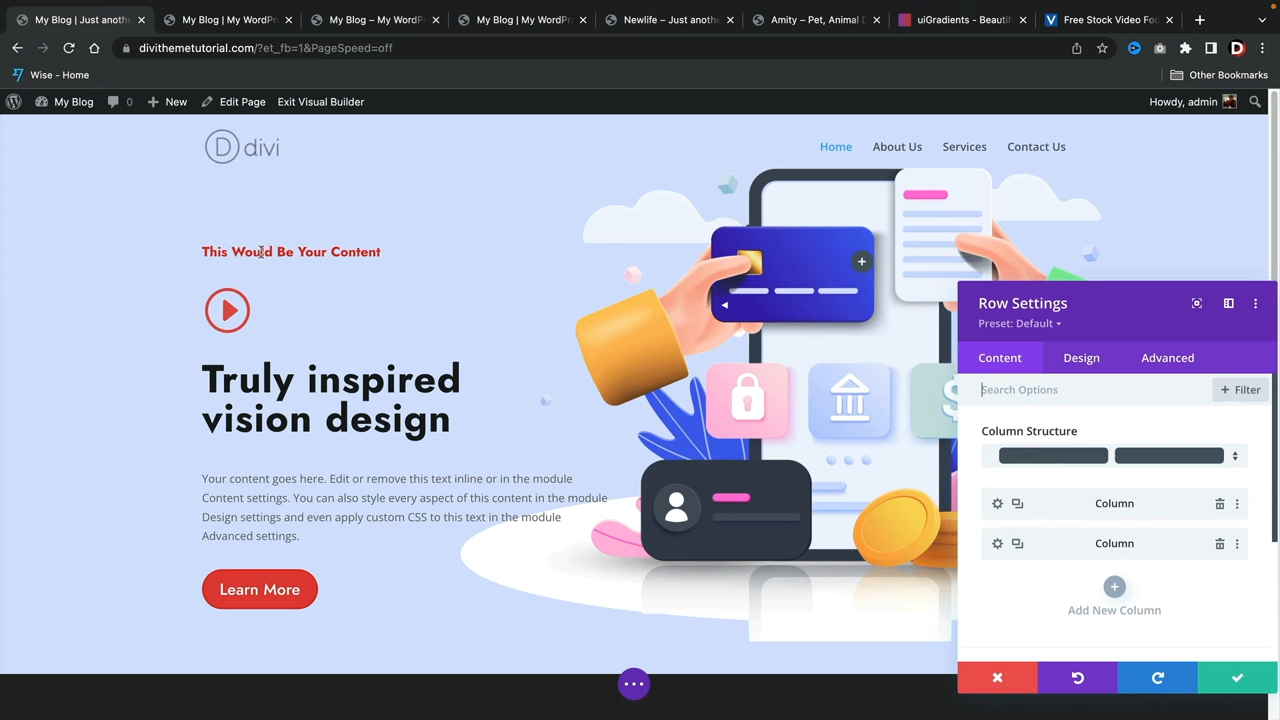 My Blog | Just anoth
My Blog | My WordPr
My Blog – My WordP
My Blog | My WordPr
Newlife – Just anoth
Amity – Pet, Animal D
uiGradients - Beautif
Free Stock Video Foo
divithemetutorial.com/?et_fb=1&PageSpeed=off
Wise - Home
Other Bookmarks
My Blog
0
New
Edit Page
Exit Visual Builder
Howdy, admin
D divi
Home
About Us
Services
Contact Us
This Would Be Your Content
Truly inspired
vision design
Your content goes here. Edit or remove this text inline or in the module
Content settings. You can also style every aspect of this content in the module
Design settings and even apply custom CSS to this text in the module
Advanced settings.
Learn More
Row Settings
Preset: Default
Content
Design
Advanced
Search Options
+ Filter
Column Structure
Column
Column
Add New Column